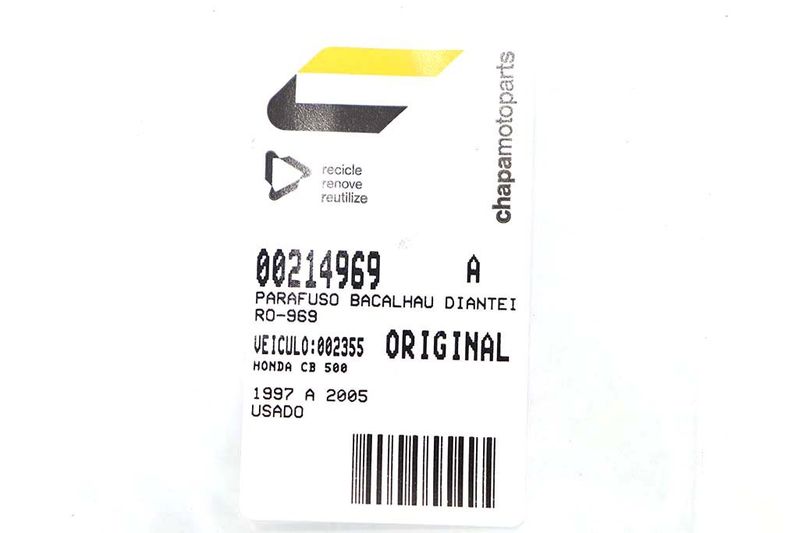 chapamotoparts
recicle
renove
reutilize
00214969 A
PARAFUSO BACALHAU DIANTEI
RO-969
VEICULO:002355 ORIGINAL
HONDA CB 500
1997 A 2005
USADO